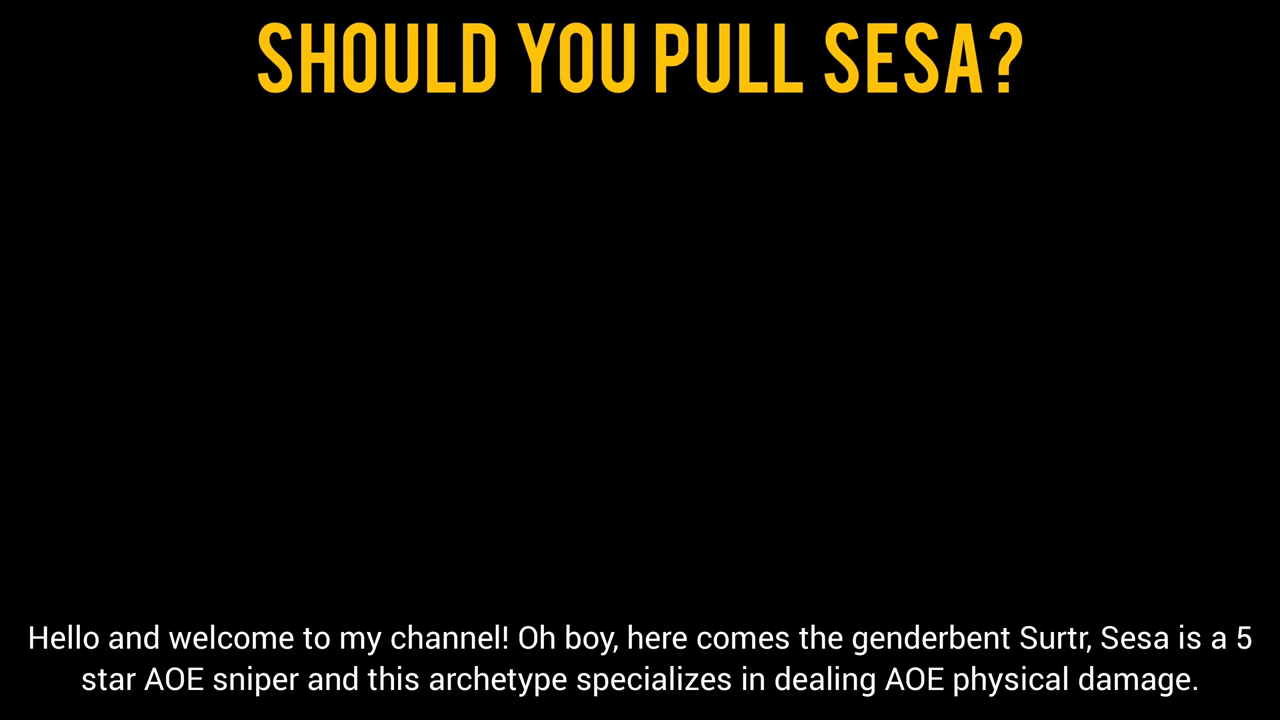 SHOULD YOU PULL SESA?
Hello and welcome to my channel! Oh boy, here comes the genderbent Surtr, Sesa is a 5
star AOE sniper and this archetype specializes in dealing AOE physical damage.